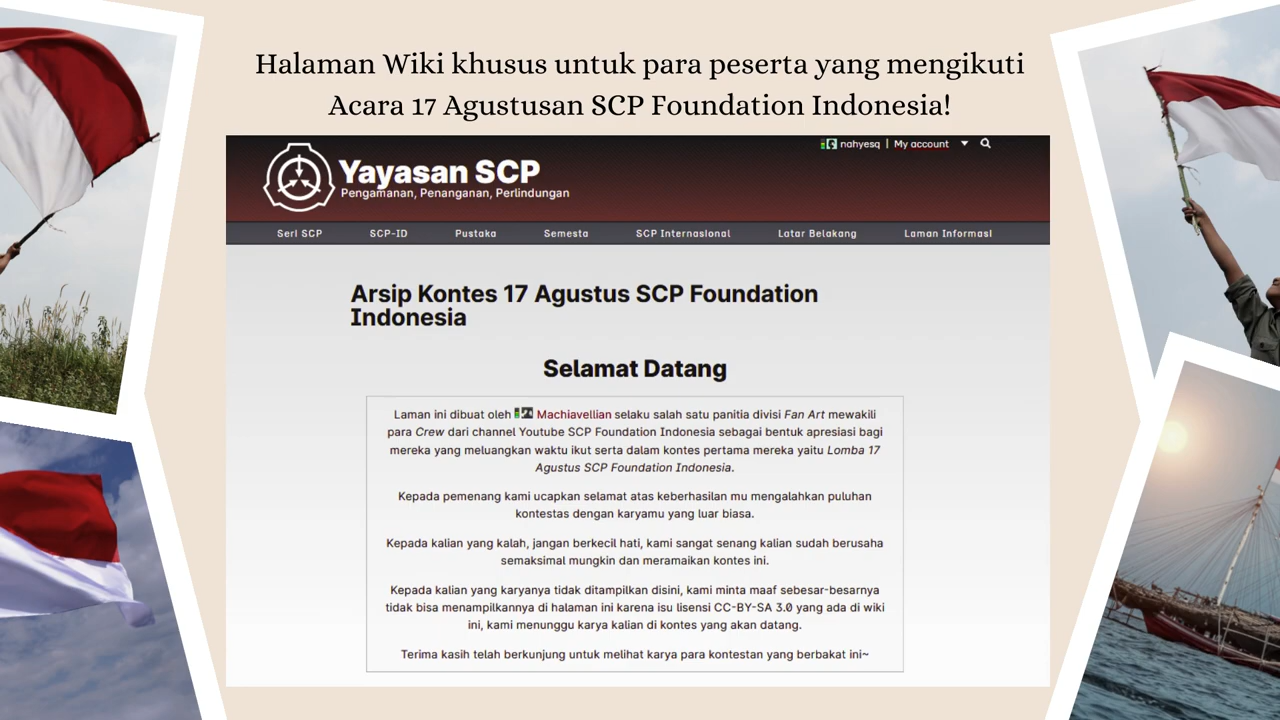 Halaman Wiki khusus untuk para peserta yang mengikuti
Acara 17 Agustusan SCP Foundation Indonesia!
nahyesq | My account
Yayasan SCP
Pengamanan, Penanganan, Perlindungan
Seri SCP SCP-ID Pustaka Semesta SCP Internasional Latar Belakang Laman Informasi
Arsip Kontes 17 Agustus SCP Foundation
Indonesia
Selamat Datang
Laman ini dibuat oleh Machiavellian selaku salah satu panitia divisi Fan Art mewakili
para Crew dari channel Youtube SCP Foundation Indonesia sebagai bentuk apresiasi bagi
mereka yang meluangkan waktu ikut serta dalam kontes pertama mereka yaitu Lomba 17
Agustus SCP Foundation Indonesia.
Kepada pemenang kami ucapkan selamat atas keberhasilan mu mengalahkan puluhan
kontestas dengan karyamu yang luar biasa.
Kepada kalian yang kalah, jangan berkecil hati, kami sangat senang kalian sudah berusaha
semaksimal mungkin dan meramaikan kontes ini.
Kepada kalian yang karyanya tidak ditampilkan disini, kami minta maaf sebesar-besarnya
tidak bisa menampilkannya di halaman ini karena isu lisensi CC-BY-SA 3.0 yang ada di wiki
ini, kami menunggu karya kalian di kontes yang akan datang.
Terima kasih telah berkunjung untuk melihat karya para kontestan yang berbakat ini~